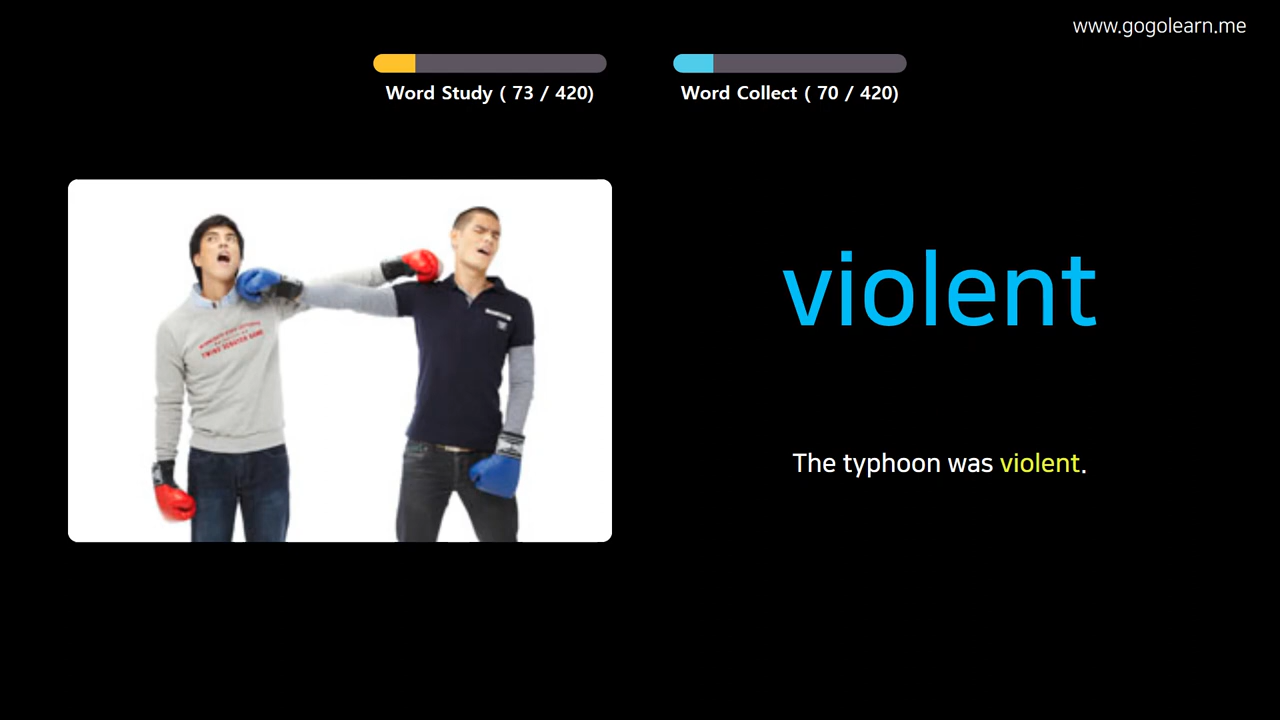 www.gogolearn.me
Word Study ( 73 / 420)
Word Collect ( 70 / 420)
violent
The typhoon was violent.